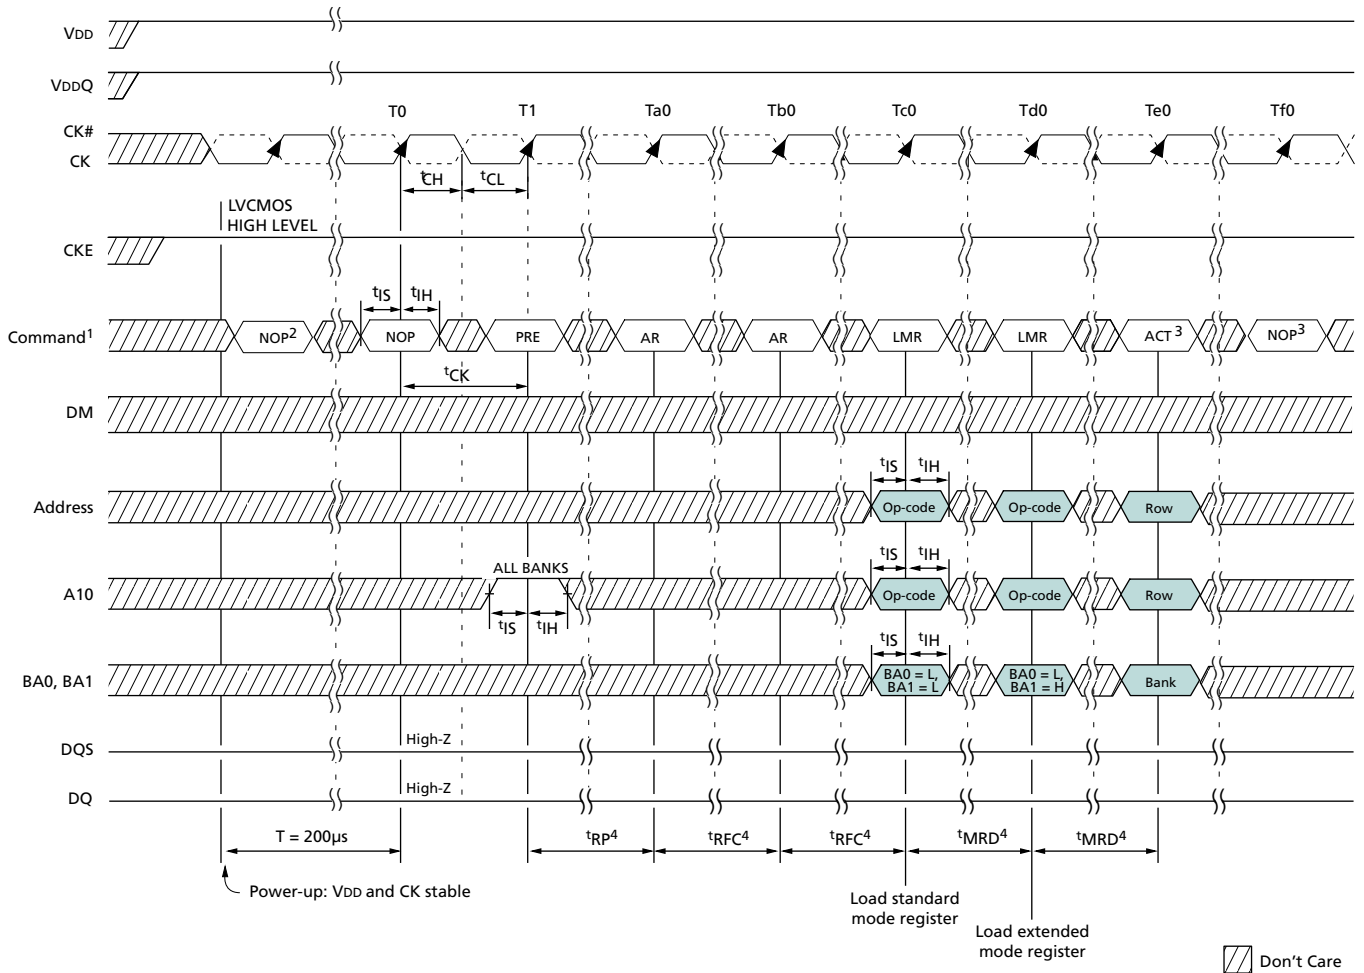 VDD
VDDQ
T0 T1 Ta0 Tb0 Tc0 Td0 Te0 Tf0
CK#
CK
tCH tCL
LVCMOS
HIGH LEVEL
CKE
tIS tIH
Command1 NOP2 NOP PRE AR AR LMR LMR ACT3 NOP3
tCK
DM
tIS tIH
Address Op-code Op-code Row
ALL BANKS tIS tIH
A10 Op-code Op-code Row
tIS tIH
tIS tIH
BA0, BA1 BA0 = L, BA1 = L BA0 = L, BA1 = H Bank
DQS High-Z
DQ High-Z
T = 200µs tRP4 tRFC4 tRFC4 tMRD4 tMRD4
Power-up: VDD and CK stable
Load standard
mode register
Load extended
mode register
Don't Care